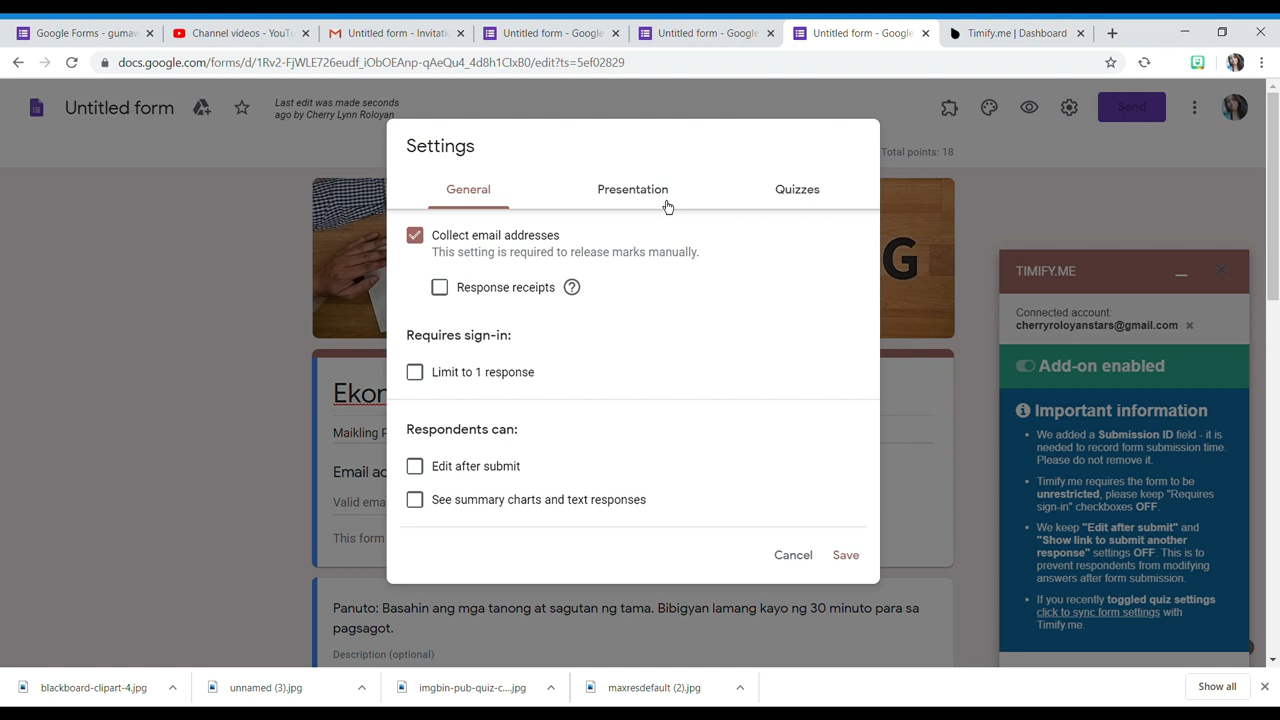 Google Forms - gumaw
Channel videos - YouTu
Untitled form - Invitatio
Untitled form - Google
Untitled form - Google
Untitled form - Google
Timify.me | Dashboard
docs.google.com/forms/d/1Rv2-FjWLE726eudf_iObOEAnp-qAeQu4_4d8h1ClxB0/edit?ts=5ef02829
Untitled form
Last edit was made seconds
ago by Cherry Lynn Roloyan
Send
Total points: 18
Settings
General
Presentation
Quizzes
Collect email addresses
This setting is required to release marks manually.
Response receipts
Requires sign-in:
Limit to 1 response
Respondents can:
Edit after submit
See summary charts and text responses
Cancel
Save
G
Ekon
Maikling P
Email ad
Valid emai
This form
Panuto: Basahin ang mga tanong at sagutan ng tama. Bibigyan lamang kayo ng 30 minuto para sa
pagsagot.
Description (optional)
TIMIFY.ME
Connected account:
cherryroloyanstars@gmail.com
Add-on enabled
Important information
• We added a Submission ID field - it is
needed to record form submission time.
Please do not remove it.
• Timify.me requires the form to be
unrestricted, please keep "Requires
sign-in" checkboxes OFF.
• We keep "Edit after submit" and
"Show link to submit another
response" settings OFF. This is to
prevent respondents from modifying
answers after form submission.
• If you recently toggled quiz settings
click to sync form settings with
Timify.me.
blackboard-clipart-4.jpg
unnamed (3).jpg
imgbin-pub-quiz-c....jpg
maxresdefault (2).jpg
Show all